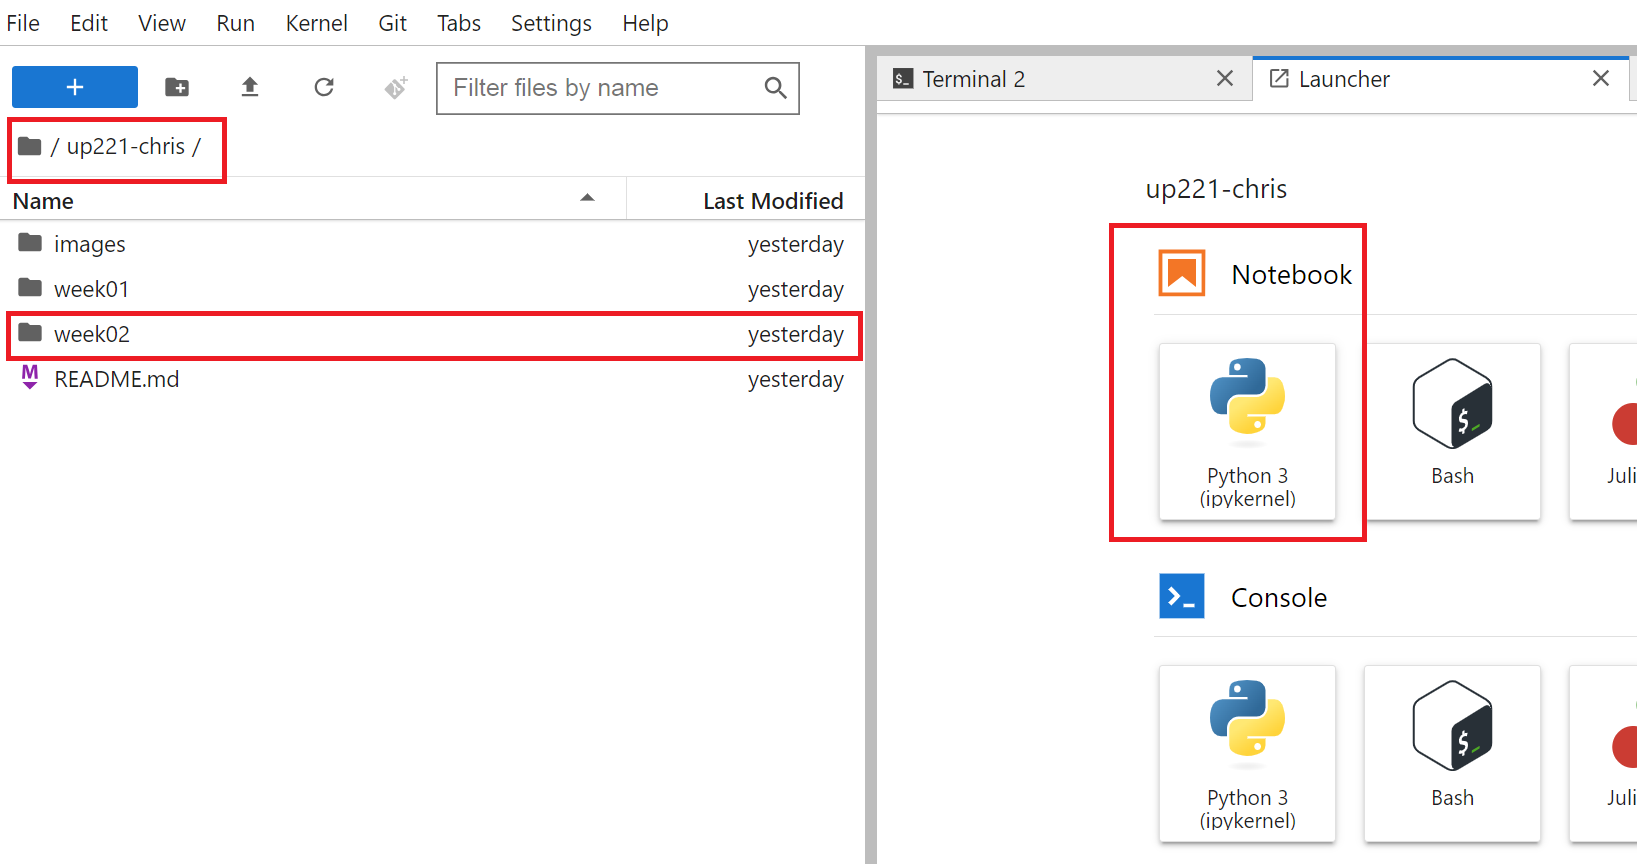 File Edit View Run Kernel Git Tabs Settings Help
Filter files by name
/ up221-chris /
Name Last Modified
images yesterday
week01 yesterday
week02 yesterday
README.md yesterday
Terminal 2
Launcher
up221-chris
Notebook
Python 3
(ipykernel)
Bash
Juli
Console
Python 3
(ipykernel)
Bash
Juli